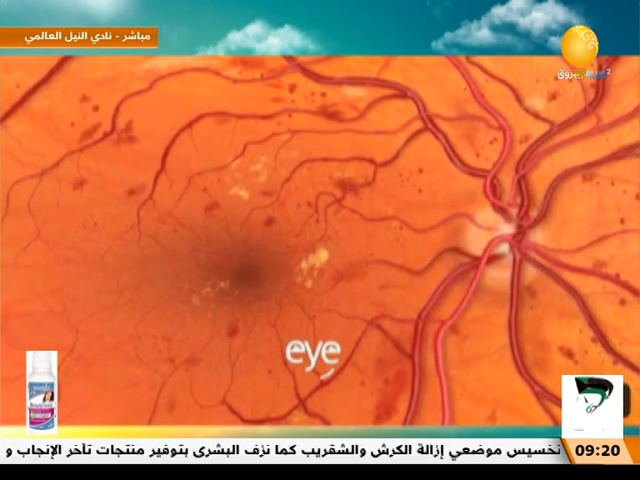 مباشر - نادي النيل العالمي
eye
تخسيس موضعي إزالة الكرش والشقريب كما نزف البشرى بتوفير منتجات تأخر الإنجاب و
09:20